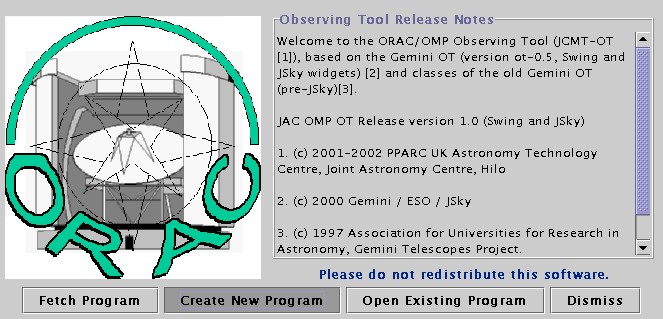 ORAC
Observing Tool Release Notes
Welcome to the ORAC/OMP Observing Tool (JCMT-OT
[1]), based on the Gemini OT (version ot-0.5, Swing and
JSky widgets) [2] and classes of the old Gemini OT
(pre-JSky)[3].
JAC OMP OT Release version 1.0 (Swing and JSky)
1. (c) 2001-2002 PPARC UK Astronomy Technology
Centre, Joint Astronomy Centre, Hilo
2. (c) 2000 Gemini / ESO / JSky
3. (c) 1997 Association for Universities for Research in
Astronomy, Gemini Telescopes Project.
Please do not redistribute this software.
Fetch Program Create New Program Open Existing Program Dismiss